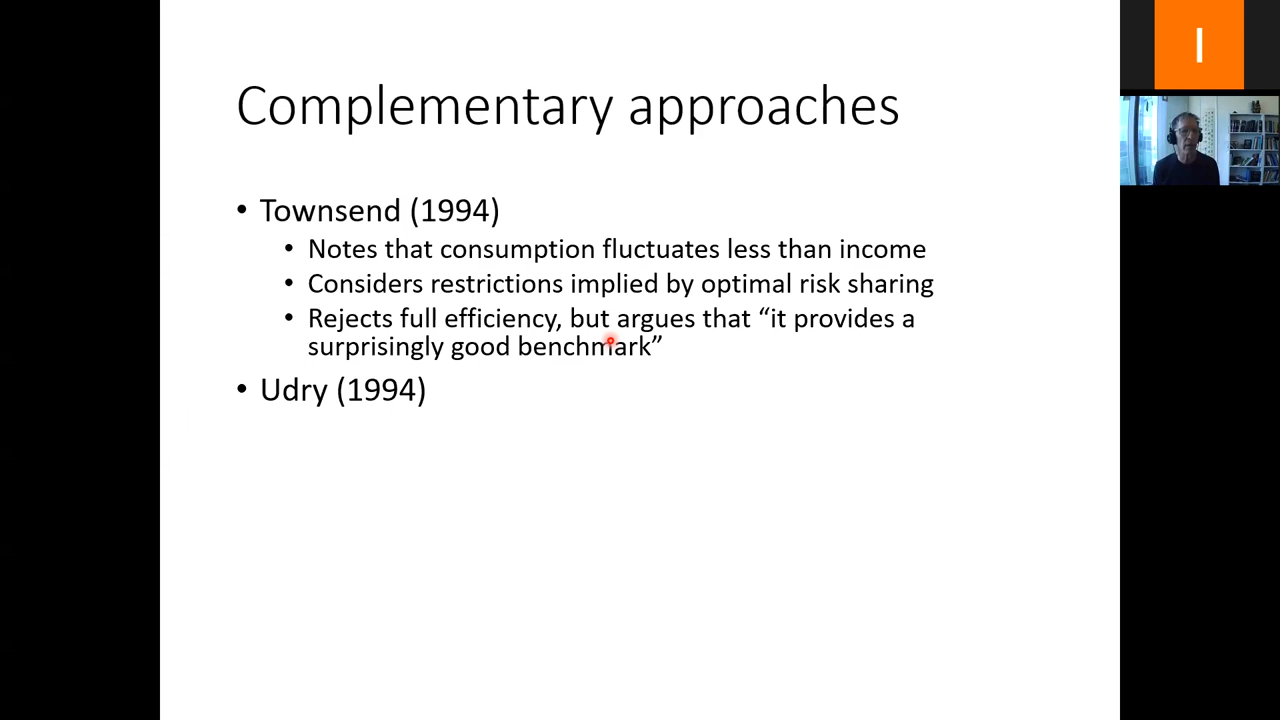 Complementary approaches
• Townsend (1994)
• Notes that consumption fluctuates less than income
• Considers restrictions implied by optimal risk sharing
• Rejects full efficiency, but argues that “it provides a
surprisingly good benchmark”
• Udry (1994)
I